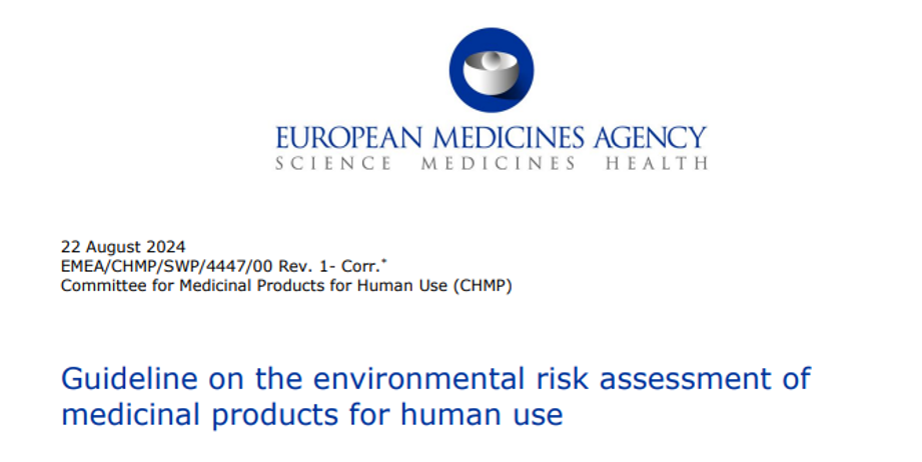 EUROPEAN MEDICINES AGENCY
SCIENCE MEDICINES HEALTH
22 August 2024
EMEA/CHMP/SWP/4447/00 Rev. 1- Corr.*
Committee for Medicinal Products for Human Use (CHMP)
Guideline on the environmental risk assessment of
medicinal products for human use